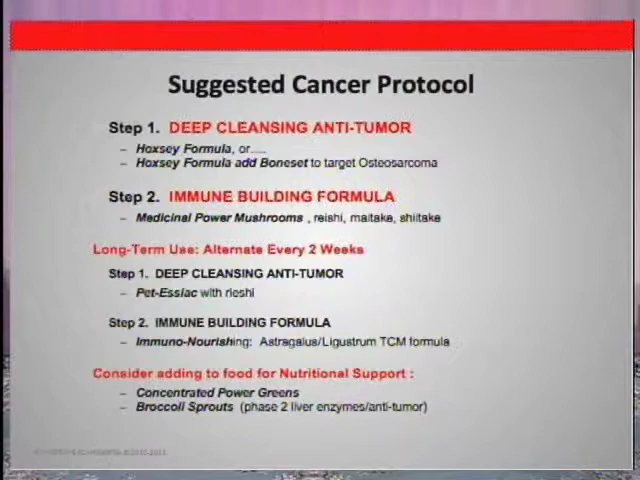 Suggested Cancer Protocol
Step 1. DEEP CLEANSING ANTI-TUMOR
– Hoxsey Formula, or.....
– Hoxsey Formula add Boneset to target Osteosarcoma
Step 2. IMMUNE BUILDING FORMULA
– Medicinal Power Mushrooms , reishi, maitake, shiitake
Long-Term Use: Alternate Every 2 Weeks
Step 1. DEEP CLEANSING ANTI-TUMOR
– Pet-Essiac with rieshi
Step 2. IMMUNE BUILDING FORMULA
– Immuno-Nourishing: Astragalus/Ligustrum TCM formula
Consider adding to food for Nutritional Support :
– Concentrated Power Greens
– Broccoli Sprouts (phase 2 liver enzymes/anti-tumor)